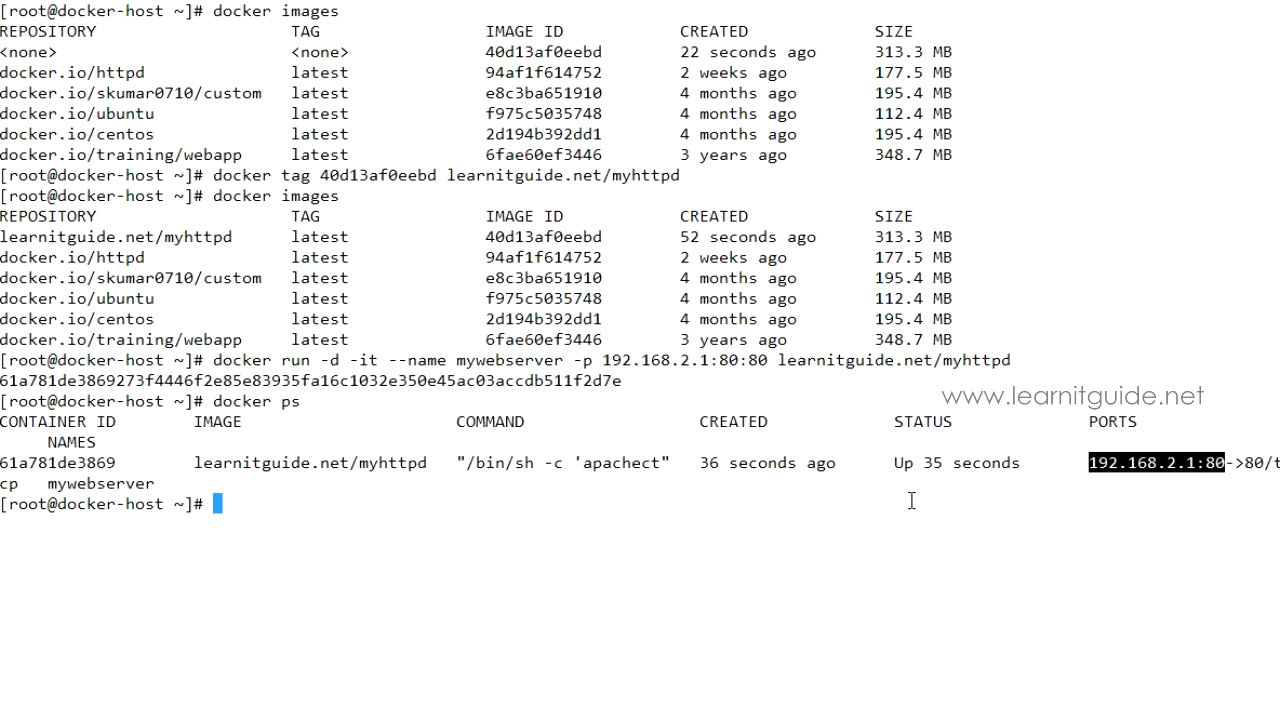 [root@docker-host ~]# docker images
REPOSITORY TAG IMAGE ID CREATED SIZE
<none> <none> 40d13af0eebd 22 seconds ago 313.3 MB
docker.io/httpd latest 94af1f614752 2 weeks ago 177.5 MB
docker.io/skumar0710/custom latest e8c3ba651910 4 months ago 195.4 MB
docker.io/ubuntu latest f975c5035748 4 months ago 112.4 MB
docker.io/centos latest 2d194b392dd1 4 months ago 195.4 MB
docker.io/training/webapp latest 6fae60ef3446 3 years ago 348.7 MB
[root@docker-host ~]# docker tag 40d13af0eebd learnitguide.net/myhttpd
[root@docker-host ~]# docker images
REPOSITORY TAG IMAGE ID CREATED SIZE
learnitguide.net/myhttpd latest 40d13af0eebd 52 seconds ago 313.3 MB
docker.io/httpd latest 94af1f614752 2 weeks ago 177.5 MB
docker.io/skumar0710/custom latest e8c3ba651910 4 months ago 195.4 MB
docker.io/ubuntu latest f975c5035748 4 months ago 112.4 MB
docker.io/centos latest 2d194b392dd1 4 months ago 195.4 MB
docker.io/training/webapp latest 6fae60ef3446 3 years ago 348.7 MB
[root@docker-host ~]# docker run -d -it --name mywebserver -p 192.168.2.1:80:80 learnitguide.net/myhttpd
61a781de3869273f4446f2e85e83935fa16c1032e350e45ac03accdb511f2d7e
www.learnitguide.net
[root@docker-host ~]# docker ps
CONTAINER ID IMAGE COMMAND CREATED STATUS PORTS
NAMES
61a781de3869 learnitguide.net/myhttpd "/bin/sh -c 'apachect" 36 seconds ago Up 35 seconds 192.168.2.1:80->80/t
cp mywebserver
[root@docker-host ~]#